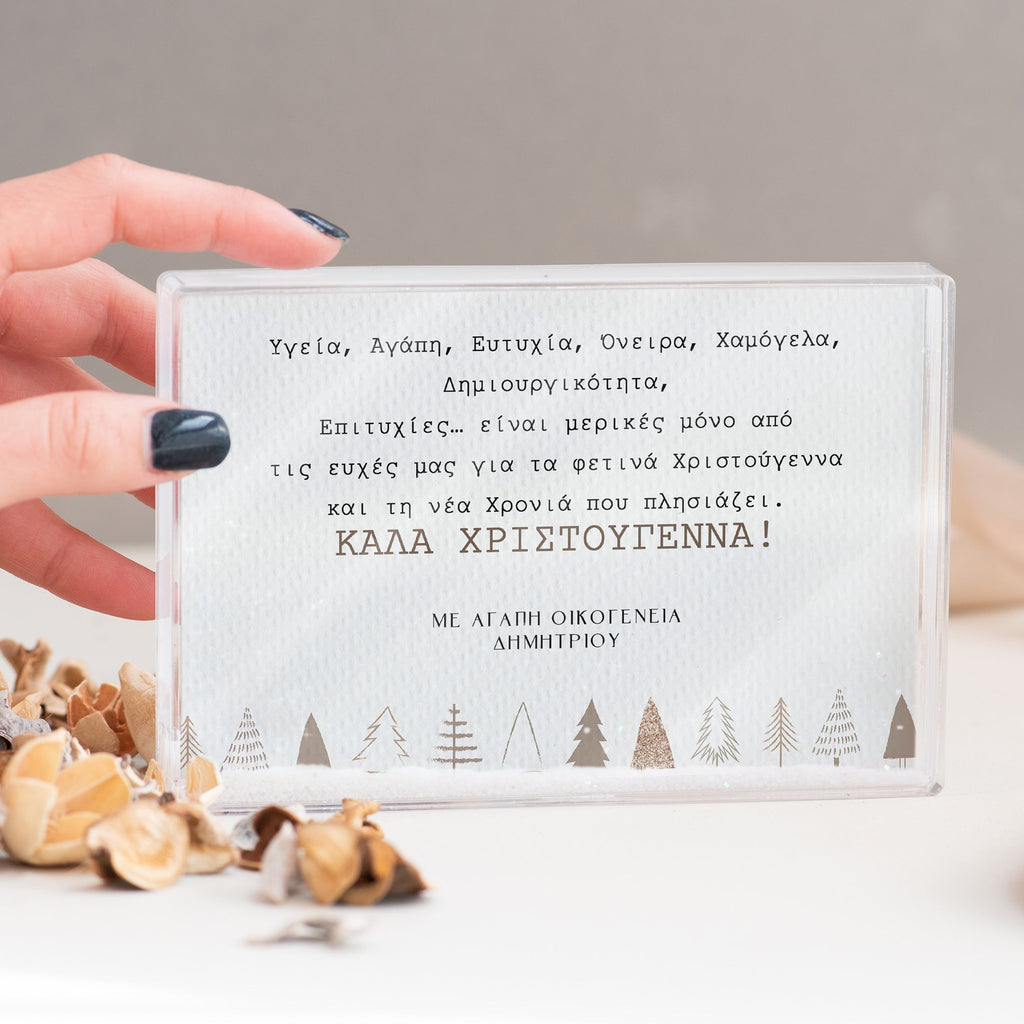 Υγεία, Αγάπη, Ευτυχία, Όνειρα, Χαμόγελα,
Δημιουργικότητα,
Επιτυχίες… είναι μερικές μόνο από
τις ευχές μας για τα φετινά Χριστούγεννα
και τη νέα Χρονιά που πλησιάζει.
ΚΑΛΑ ΧΡΙΣΤΟΥΓΕΝΝΑ!
ΜΕ ΑΓΑΠΗ ΟΙΚΟΓΕΝΕΙΑ
ΔΗΜΗΤΡΙΟΥ